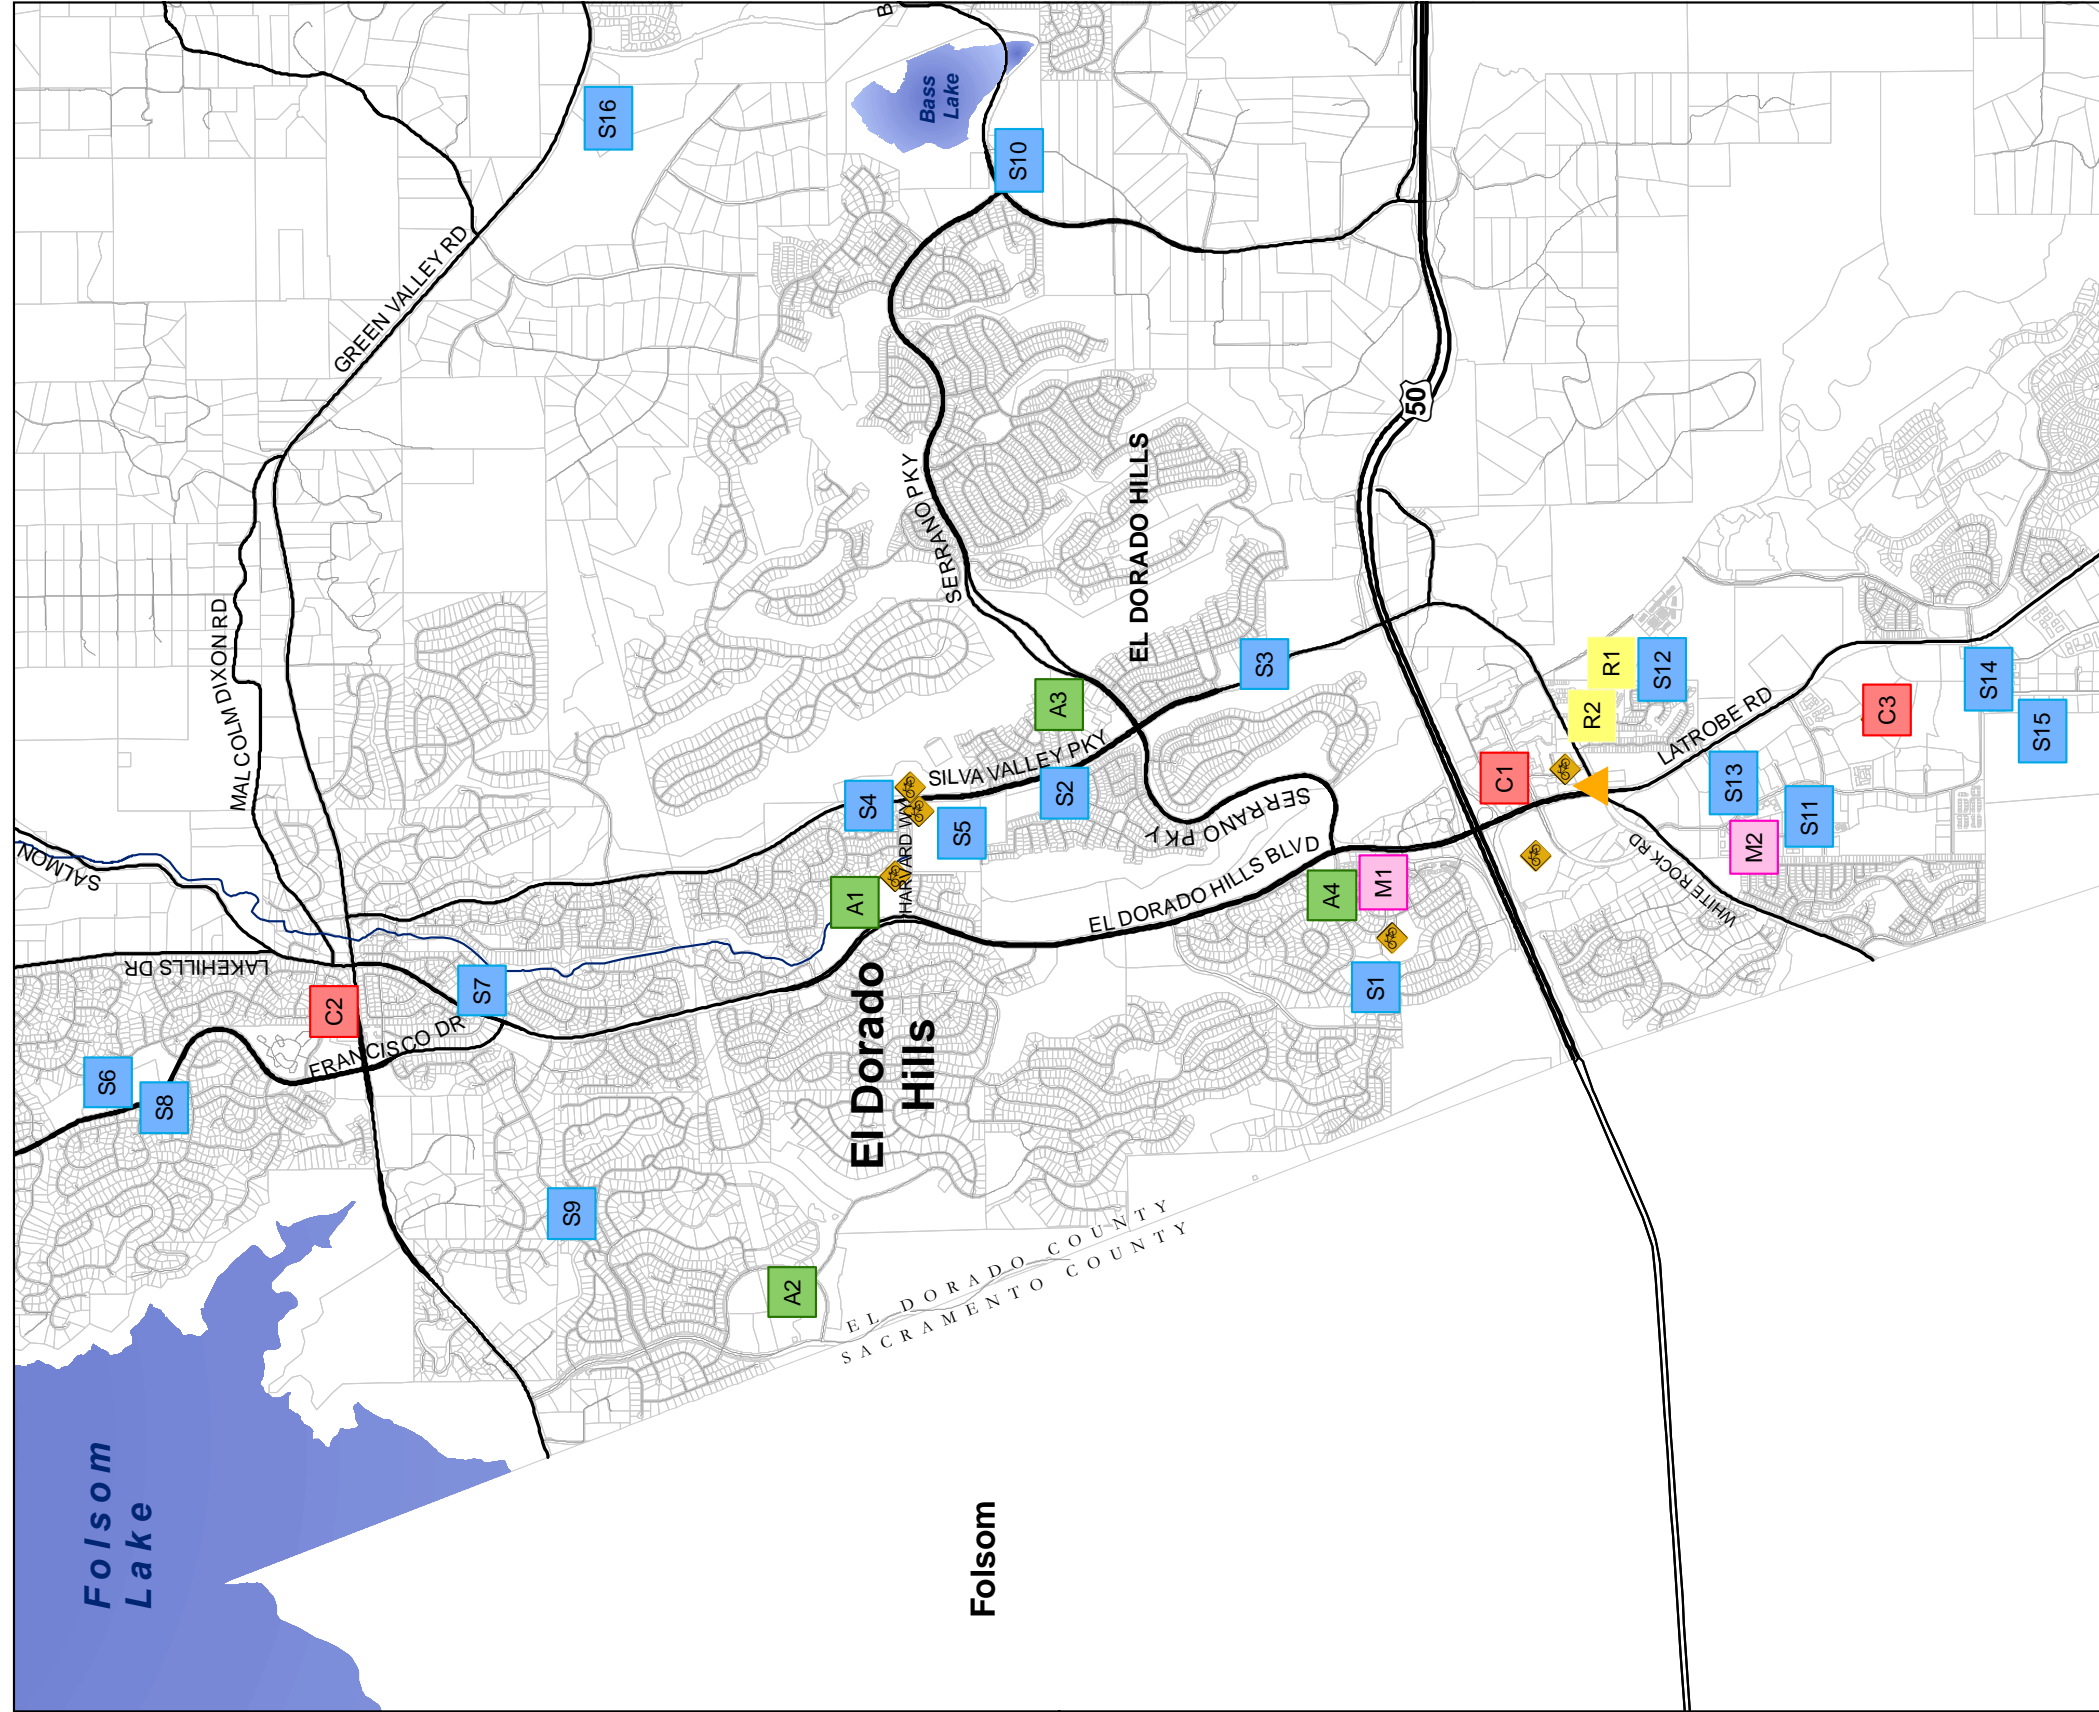 Folsom
Lake
S6
S8
C2
FRANCISCO DR
S7
LAKEHILLS DR
SALMON
MALCOLM DIXON RD
GREEN VALLEY RD
S16
S9
A2
EL DORADO COUNTY
SACRAMENTO COUNTY
El Dorado
Hills
Folsom
A1
HARVARD WY
S4
S5
SILVA VALLEY PKY
S2
A3
SERRANO PKY
SERRANO PKY
EL DORADO HILLS
S3
B
Bass
Lake
S10
50
EL DORADO HILLS BLVD
A4
M1
S1
C1
R1
R2
S12
WHITE ROCK RD
LATROBE RD
S13
M2
S11
C3
S14
S15